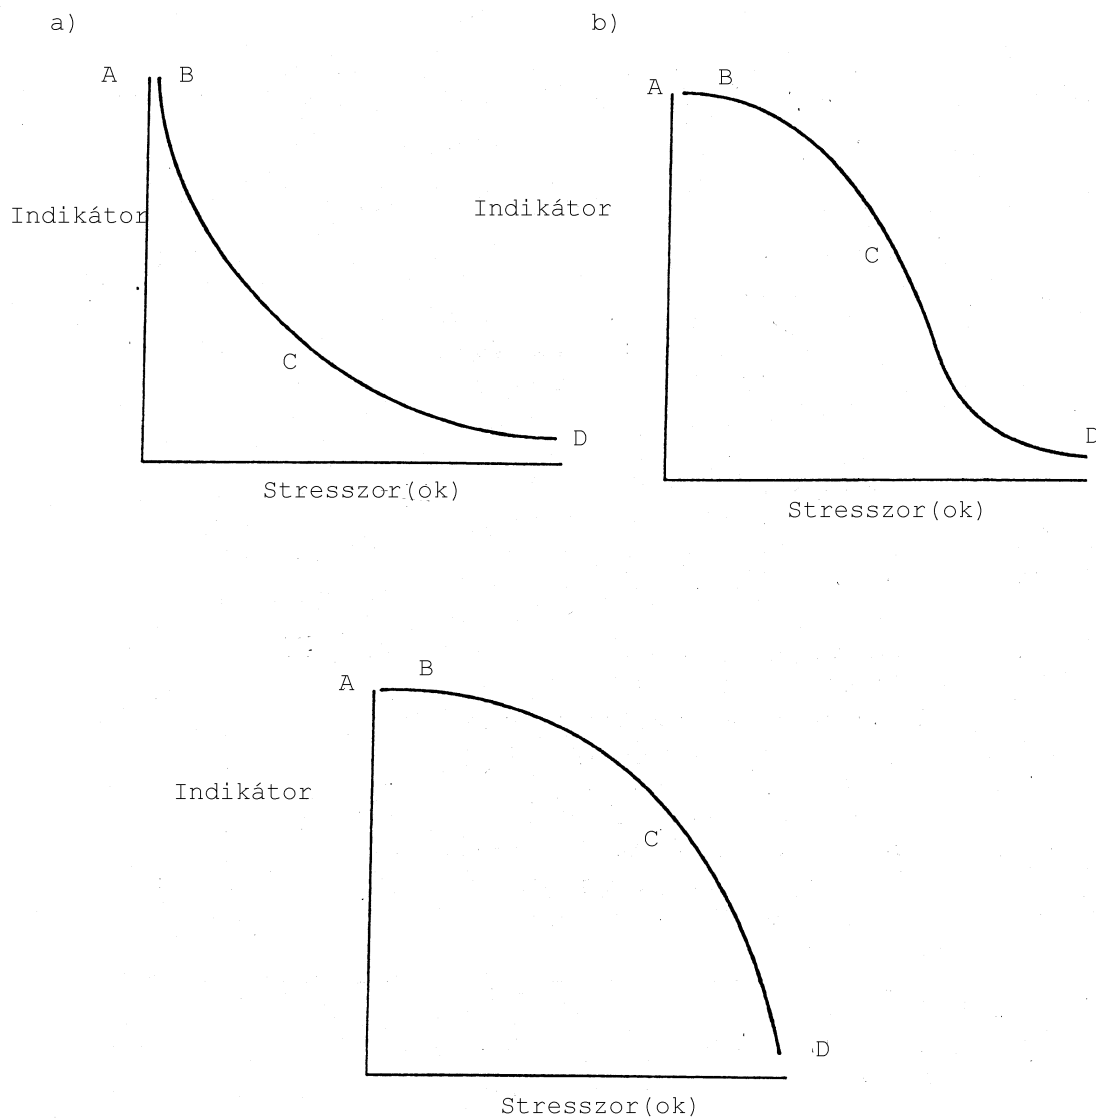 a)
A B
Indikátor
C
D
Stresszor(ok)
b)
A B
Indikátor
C
D
Stresszor(ok)
A B
Indikátor
C
D
Stresszor(ok)